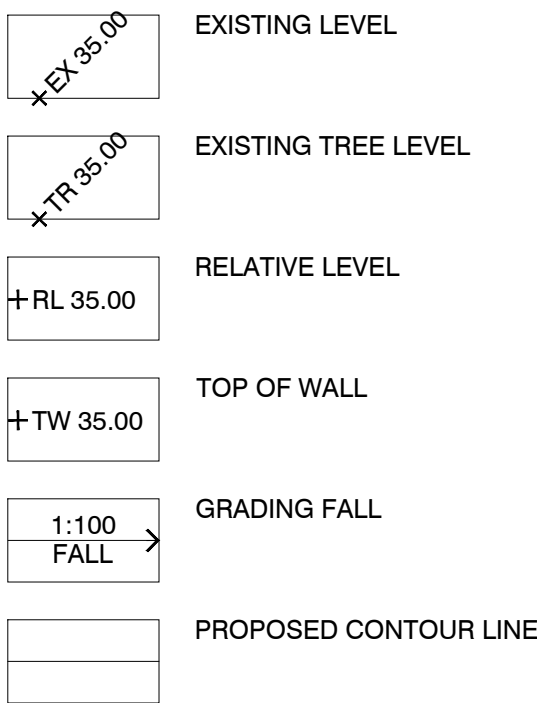 EX 35.00
EXISTING LEVEL
TR 35.00
EXISTING TREE LEVEL
RL 35.00
RELATIVE LEVEL
TW 35.00
TOP OF WALL
1:100
FALL
GRADING FALL
PROPOSED CONTOUR LINE